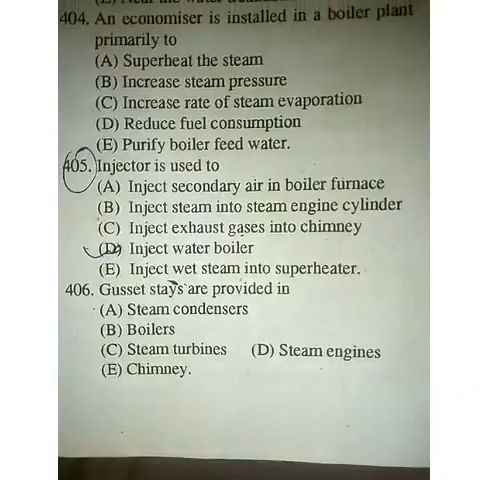 404. An economiser is installed in a boiler plant
primarily to
(A) Superheat the steam
(B) Increase steam pressure
(C) Increase rate of steam evaporation
(D) Reduce fuel consumption
(E) Purify boiler feed water.
405. Injector is used to
(A) Inject secondary air in boiler furnace
(B) Inject steam into steam engine cylinder
(C) Inject exhaust gases into chimney
(D) Inject water boiler
(E) Inject wet steam into superheater.
406. Gusset stays are provided in
(A) Steam condensers
(B) Boilers
(C) Steam turbines (D) Steam engines
(E) Chimney.